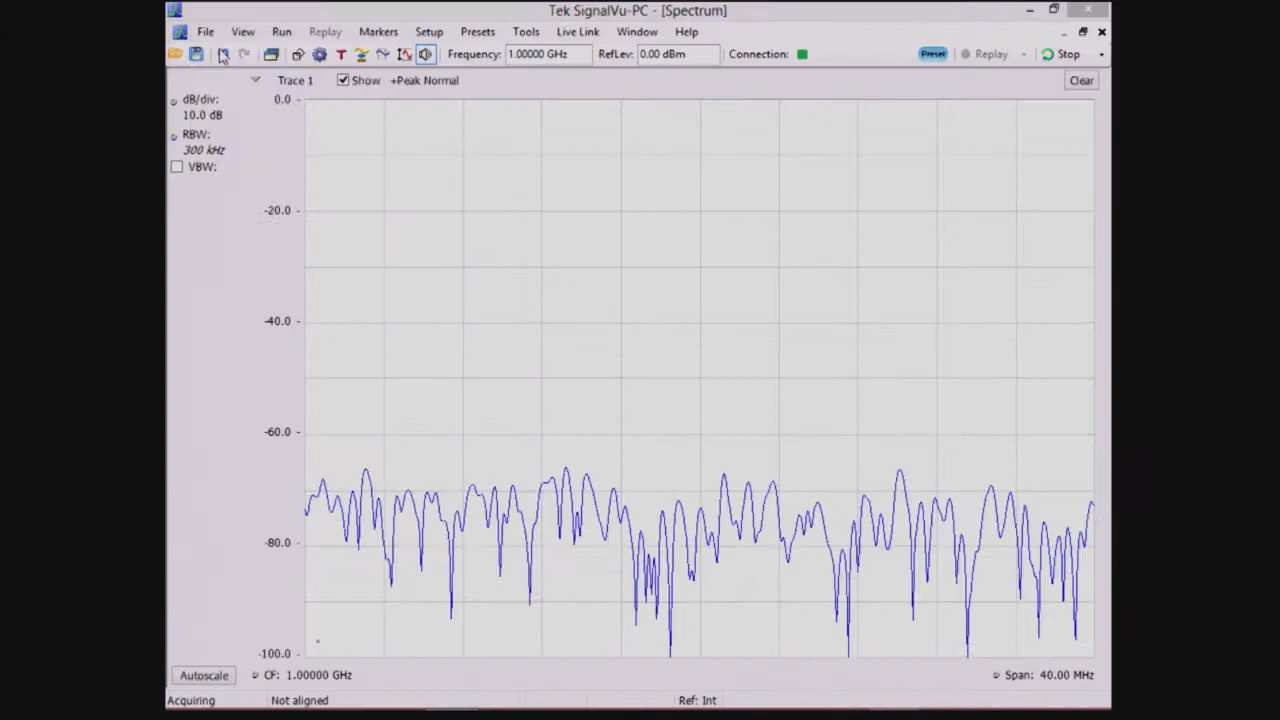 Tek SignalVu-PC - [Spectrum]
File View Run Replay Markers Setup Presets Tools Live Link Window Help
T Frequency: 1.00000 GHz RefLev: 0.00 dBm Connection: Preset Replay Stop
Trace 1 Show +Peak Normal Clear
dB/div:
10.0 dB
RBW:
300 kHz
VBW:
0.0
-20.0
-40.0
-60.0
-80.0
-100.0
Autoscale CF: 1.00000 GHz Span: 40.00 MHz
Acquiring Not aligned Ref: Int